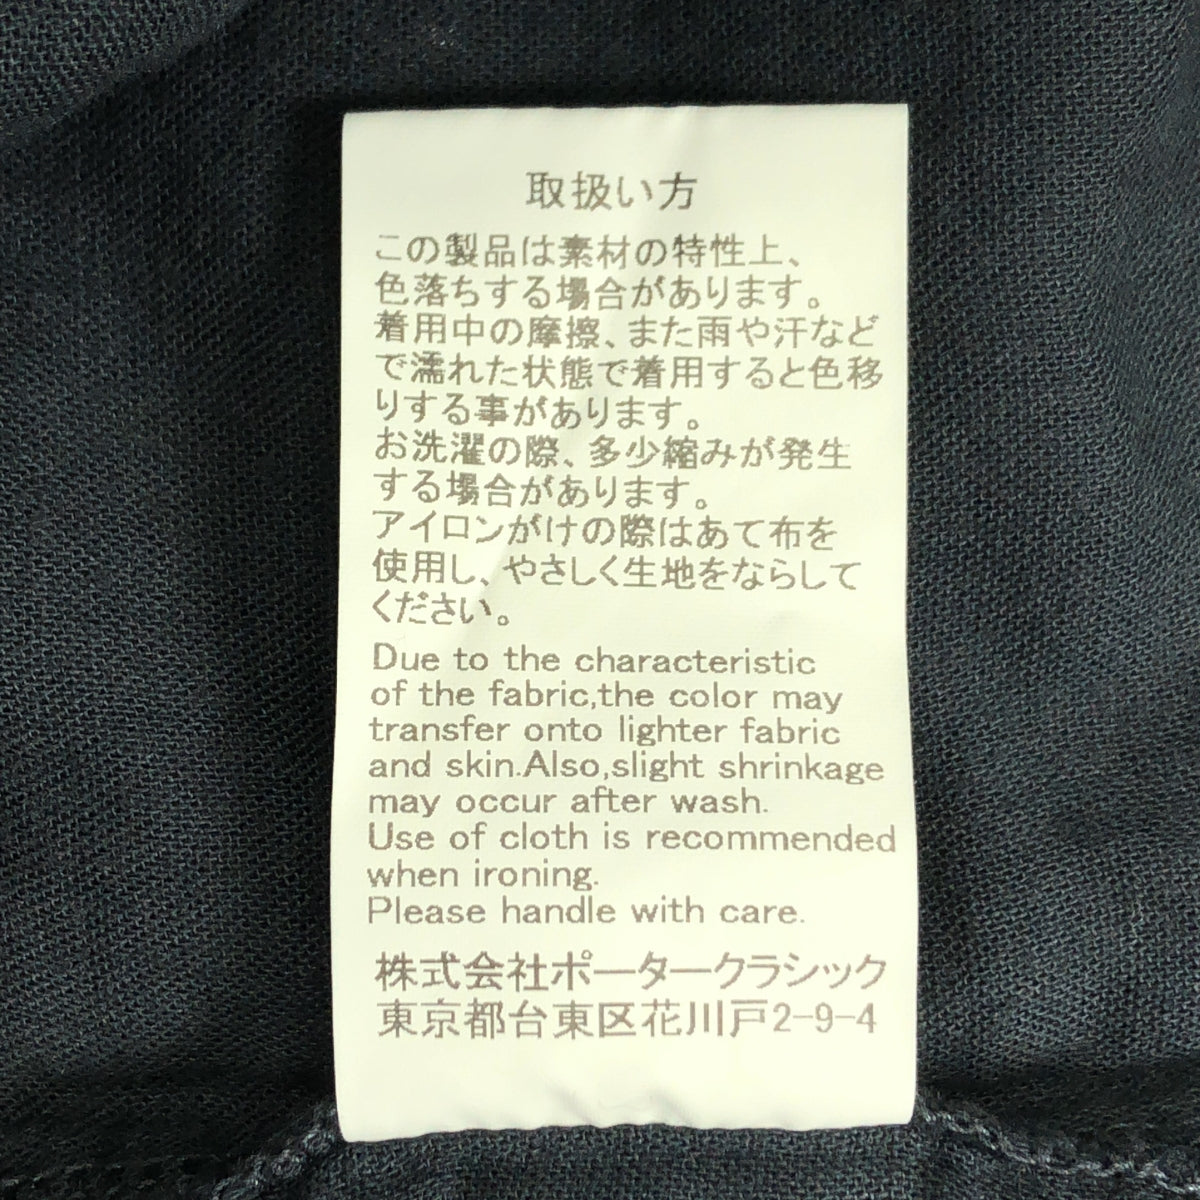 取扱い方
この製品は素材の特性上、
色落ちする場合があります。
着用中の摩擦、また雨や汗など
で濡れた状態で着用すると色移
りする事があります。
お洗濯の際、多少縮みが発生
する場合があります。
アイロンがけの際はあて布を
使用し、やさしく生地をならして
ください。
Due to the characteristic
of the fabric,the color may
transfer onto lighter fabric
and skin.Also,slight shrinkage
may occur after wash.
Use of cloth is recommended
when ironing.
Please handle with care.
株式会社ポータークラシック
東京都台東区花川戸2-9-4